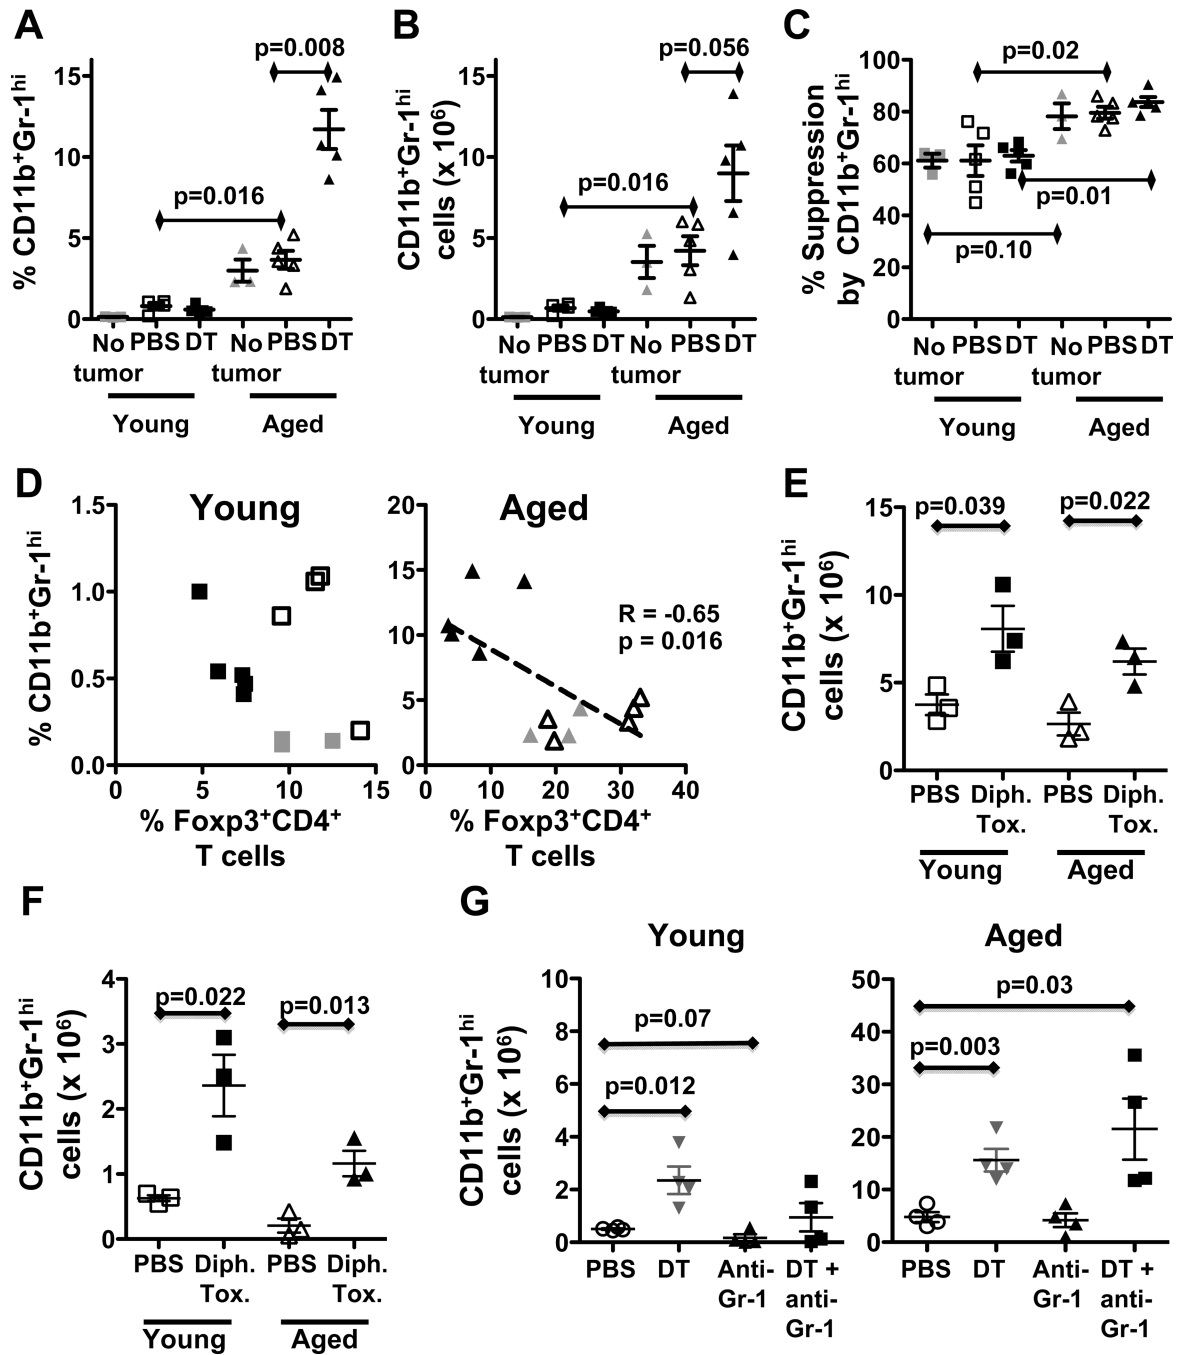 A
% CD11b⁺Gr-1ʰⁱ
15
10
5
0
p=0.008
p=0.016
No PBS DT No PBS DT
tumor tumor
Young Aged
B
CD11b⁺Gr-1ʰⁱ
cells (x 10⁶)
15
10
5
0
p=0.056
p=0.016
No PBS DT No PBS DT
tumor tumor
Young Aged
C
% Suppression
by CD11b⁺Gr-1ʰⁱ
100
80
60
40
20
0
p=0.02
p=0.01
p=0.10
No PBS DT No PBS DT
tumor tumor
Young Aged
D
Young
% CD11b⁺Gr-1ʰⁱ
1.5
1.0
0.5
0.0
0 5 10 15
% Foxp3⁺CD4⁺
T cells
Aged
20
15
10
5
0
R = -0.65
p = 0.016
0 10 20 30 40
% Foxp3⁺CD4⁺
T cells
E
CD11b⁺Gr-1ʰⁱ
cells (x 10⁶)
15
10
5
0
p=0.039 p=0.022
PBS Diph. PBS Diph.
Tox. Tox.
Young Aged
F
CD11b⁺Gr-1ʰⁱ
cells (x 10⁶)
4
3
2
1
0
p=0.022 p=0.013
PBS Diph. PBS Diph.
Tox. Tox.
Young Aged
G
Young
CD11b⁺Gr-1ʰⁱ
cells (x 10⁶)
10
8
6
4
2
0
p=0.07
p=0.012
PBS DT Anti- DT +
Gr-1 anti-
Gr-1
Aged
50
40
30
20
10
0
p=0.03
p=0.003
PBS DT Anti- DT +
Gr-1 anti-
Gr-1